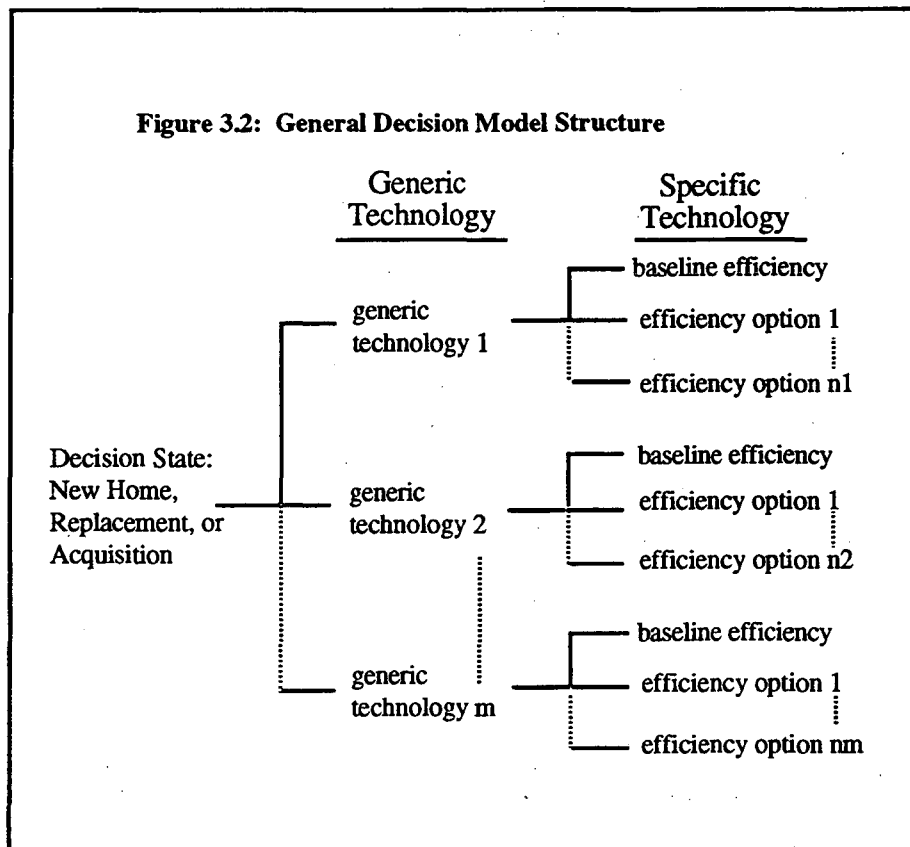 Figure 3.2: General Decision Model Structure
Generic
Technology
Specific
Technology
generic
technology 1
baseline efficiency
efficiency option 1
efficiency option n1
Decision State:
New Home,
Replacement, or
Acquisition
generic
technology 2
baseline efficiency
efficiency option 1
efficiency option n2
generic
technology m
baseline efficiency
efficiency option 1
efficiency option nm